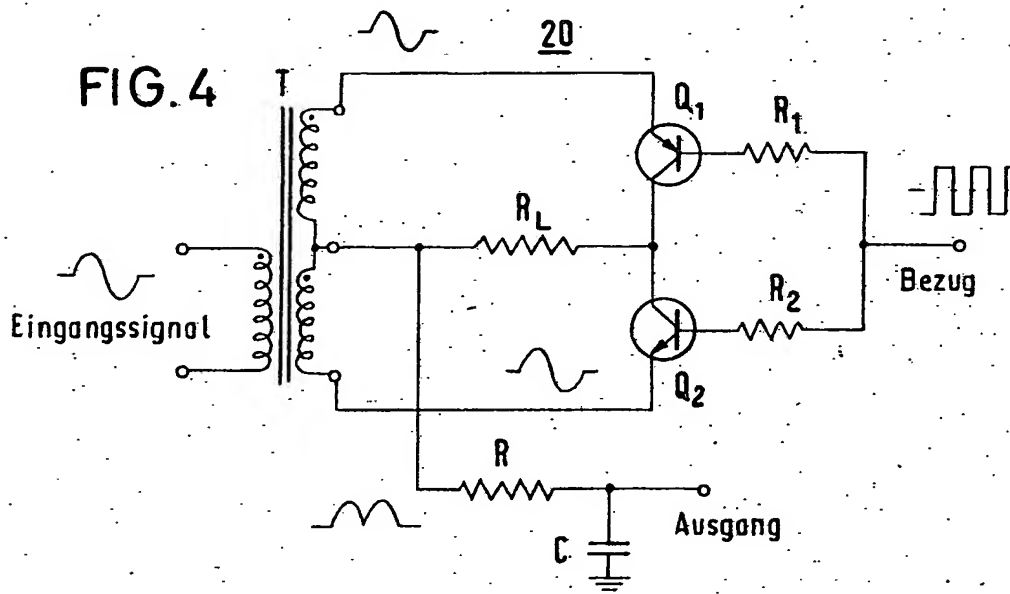 20
FIG. 4
T
Q1
R1
RL
Bezug
Eingangssignal
R2
Q2
R
Ausgang
C